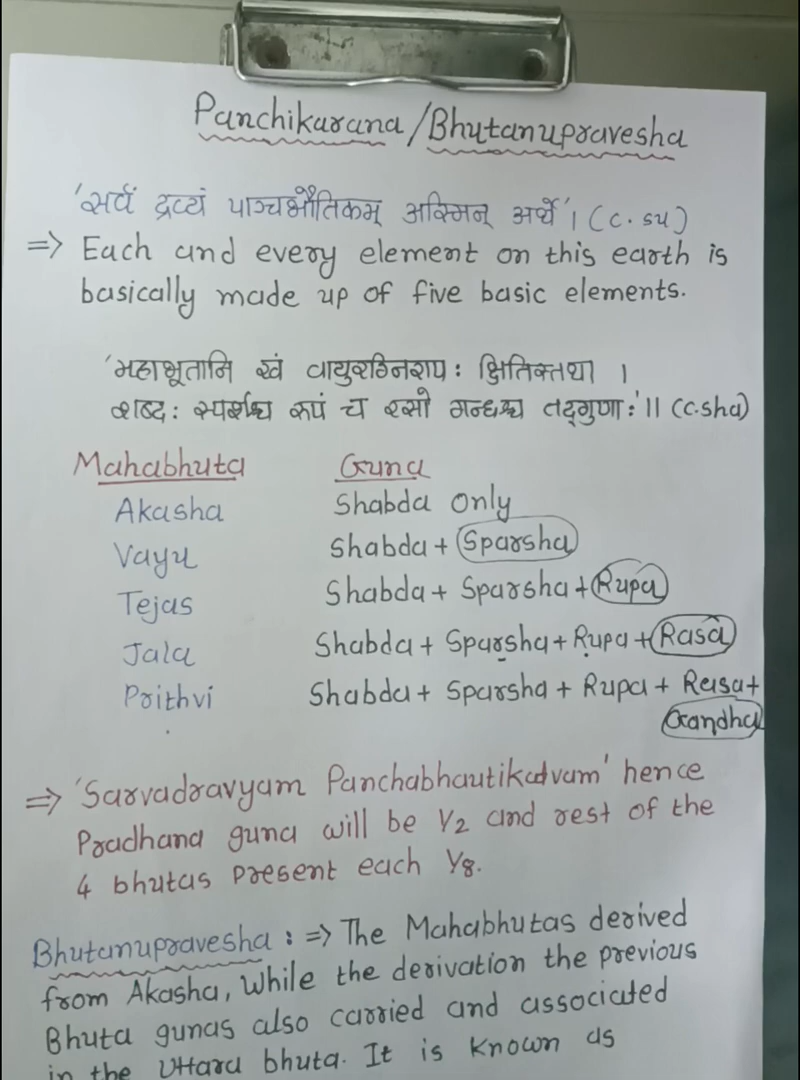 Panchikarana/Bhutanupravesha
'सर्वं द्रव्यं पाञ्चभौतिकम् अस्मिन् अर्थे'। (c.su)
⇒ Each and every element on this earth is
basically made up of five basic elements.
'महाभूतानि खं वायुरग्निरापः क्षितिस्तथा ।
शब्दः स्पर्शश्च रूपं च रसो गन्धश्च तद्गुणाः'॥ (c.sha)
Mahabhuta Guna
Akasha Shabda only
Vayu Shabda + Sparsha
Tejas Shabda + Sparsha + Rupa
Jala Shabda + Sparsha + Rupa + Rasa
Prithvi Shabda + Sparsha + Rupa + Rasa +
Gandha
⇒ 'Sarvadravyam Panchabhautikatvam' hence
Pradhana guna will be 1/2 and rest of the
4 bhutas present each 1/8.
Bhutanupravesha : ⇒ The Mahabhutas derived
from Akasha, While the derivation the previous
Bhuta gunas also carried and associated
in the uttara bhuta. It is known as